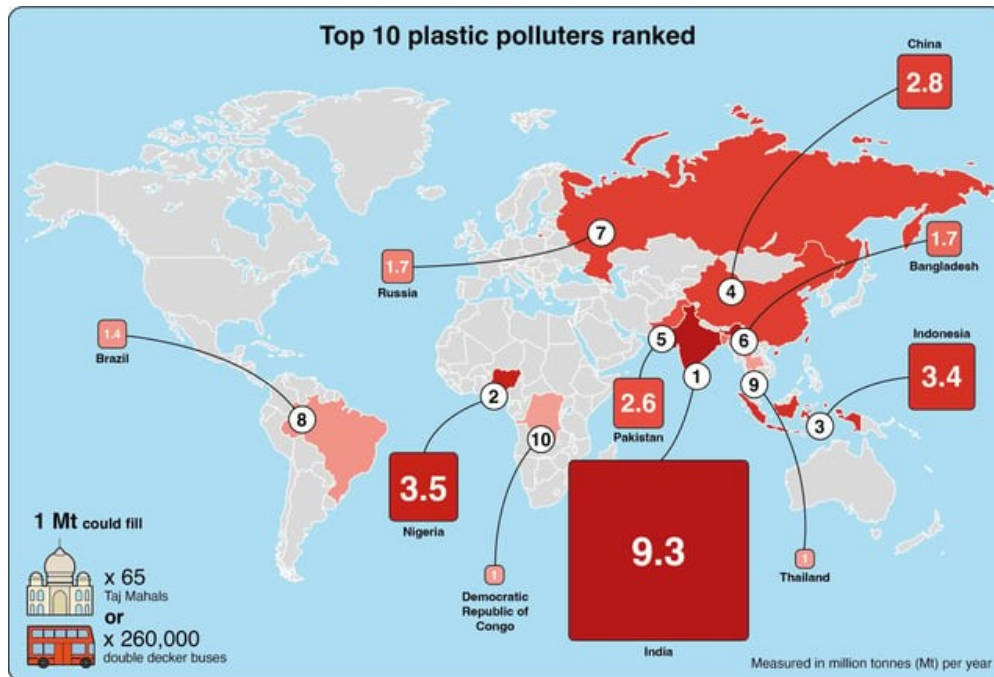 Top 10 plastic polluters ranked
China
2.8
7
1.7
Russia
1.7
Bangladesh
4
1.4
Brazil
5
6
Indonesia
3.4
2
1
9
8
2.6
Pakistan
3
10
3.5
Nigeria
9.3
India
1
Democratic
Republic of
Congo
1
Thailand
1 Mt could fill
x 65
Taj Mahals
or
x 260,000
double decker buses
Measured in million tonnes (Mt) per year